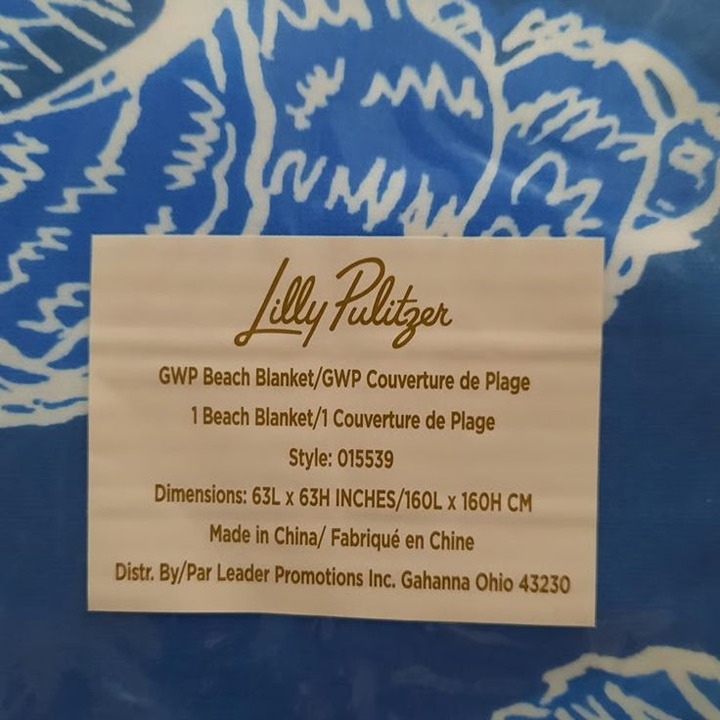 Lilly Pulitzer
GWP Beach Blanket/GWP Couverture de Plage
1 Beach Blanket/1 Couverture de Plage
Style: 015539
Dimensions: 63L x 63H INCHES/160L x 160H CM
Made in China/ Fabriqué en Chine
Distr. By/Par Leader Promotions Inc. Gahanna Ohio 43230